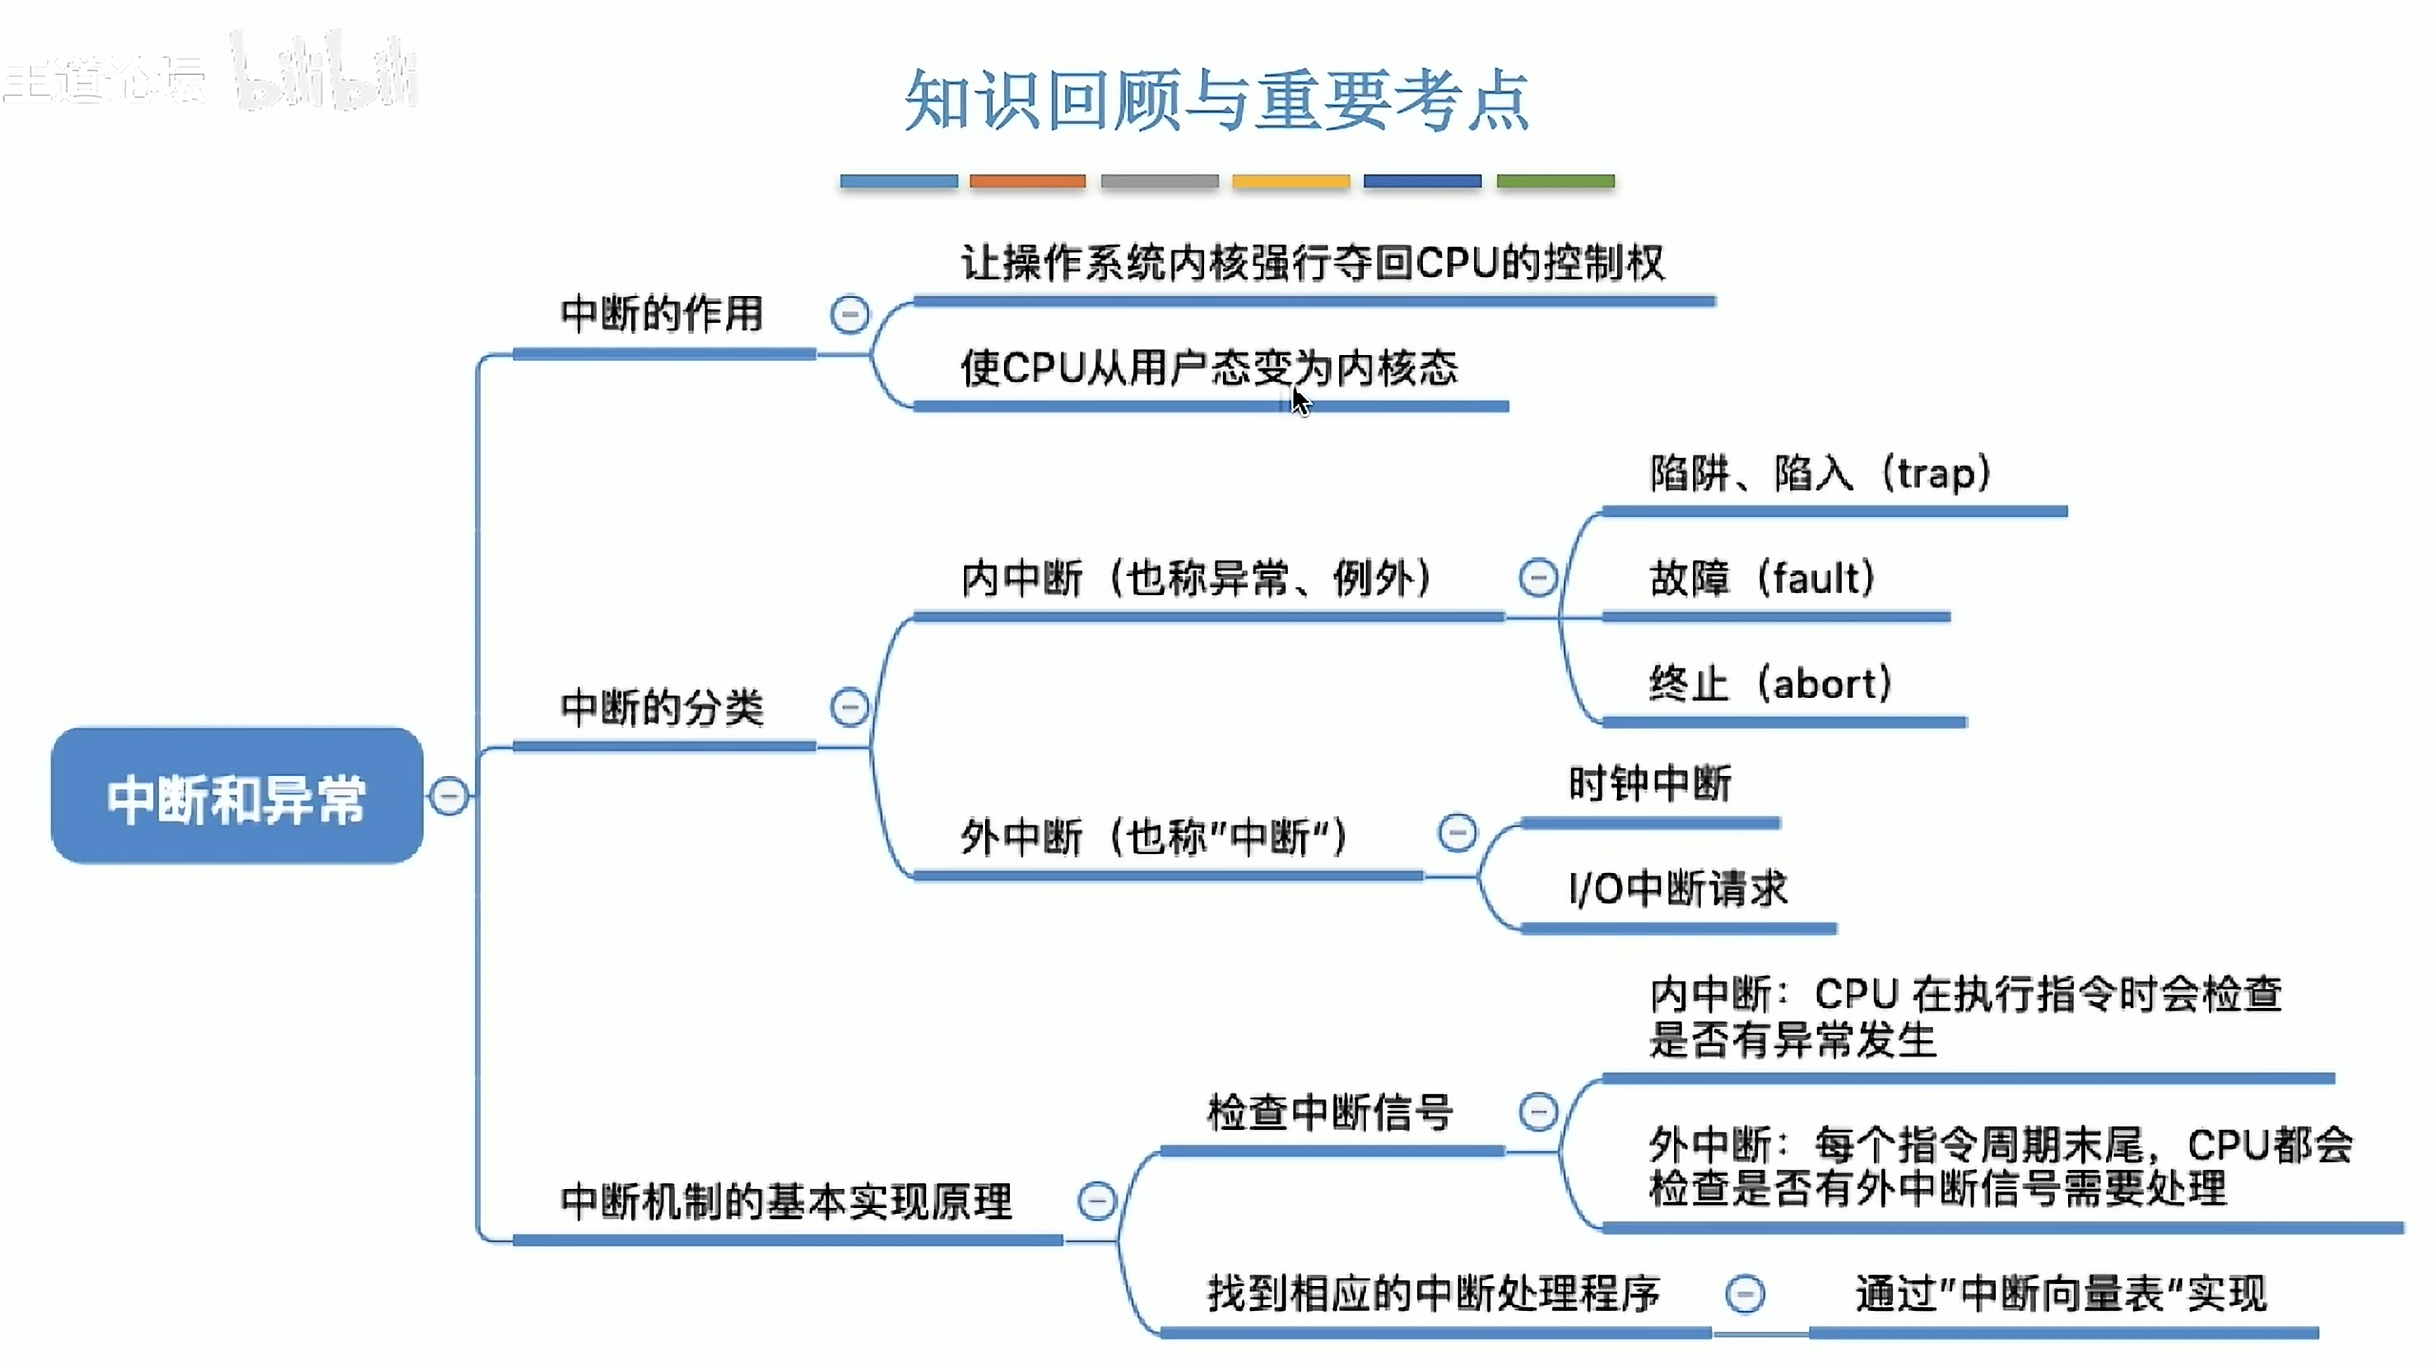 王道论坛 bilibili
知识回顾与重要考点
让操作系统内核强行夺回CPU的控制权
中断的作用
使CPU从用户态变为内核态
陷阱、陷入（trap）
内中断（也称异常、例外）
故障（fault）
终止（abort）
中断的分类
时钟中断
外中断（也称”中断“）
I/O中断请求
中断和异常
内中断：CPU 在执行指令时会检查
是否有异常发生
检查中断信号
外中断：每个指令周期末尾，CPU都会
检查是否有外中断信号需要处理
中断机制的基本实现原理
找到相应的中断处理程序
通过”中断向量表“实现